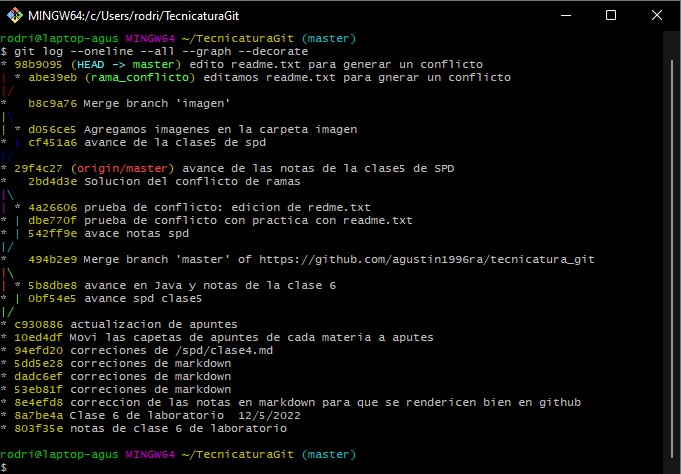 MINGW64:/c/Users/rodri/TecnicaturaGit
rodri@laptop-agus MINGW64 ~/TecnicaturaGit (master)
$ git log --oneline --all --graph --decorate
* 98b9095 (HEAD -> master) edito readme.txt para generar un conflicto
| * abe39eb (rama_conflicto) editamos readme.txt para gnerar un conflicto
|/
*   b8c9a76 Merge branch 'imagen'
|\
| * d056ce5 Agregamos imagenes en la carpeta imagen
* | cf451a6 avance de la clase5 de spd
|/
* 29f4c27 (origin/master) avance de las notas de la clase5 de SPD
*   2bd4d3e Solucion del conflicto de ramas
|\
| * 4a26606 prueba de conflicto: edicion de redme.txt
* | dbe770f prueba de conflicto con practica con readme.txt
* | 542ff9e avace notas spd
|/
*   494b2e9 Merge branch 'master' of https://github.com/agustin1996ra/tecnicatura_git
|\
| * 5b8dbe8 avance en Java y notas de la clase 6
* | 0bf54e5 avance spd clase5
|/
* c930886 actualizacion de apuntes
* 10ed4df Movi las capetas de apuntes de cada materia a aputes
* 94efd20 correciones de /spd/clase4.md
* 5dd5e28 correciones de markdown
* dadc6ef correciones de markdown
* 53eb81f correciones de markdown
* 8e4efd8 correccion de las notas en markdown para que se rendericen bien en github
* 8a7be4a Clase 6 de laboratorio  12/5/2022
* 803f35e notas de clase 6 de laboratorio
rodri@laptop-agus MINGW64 ~/TecnicaturaGit (master)
$